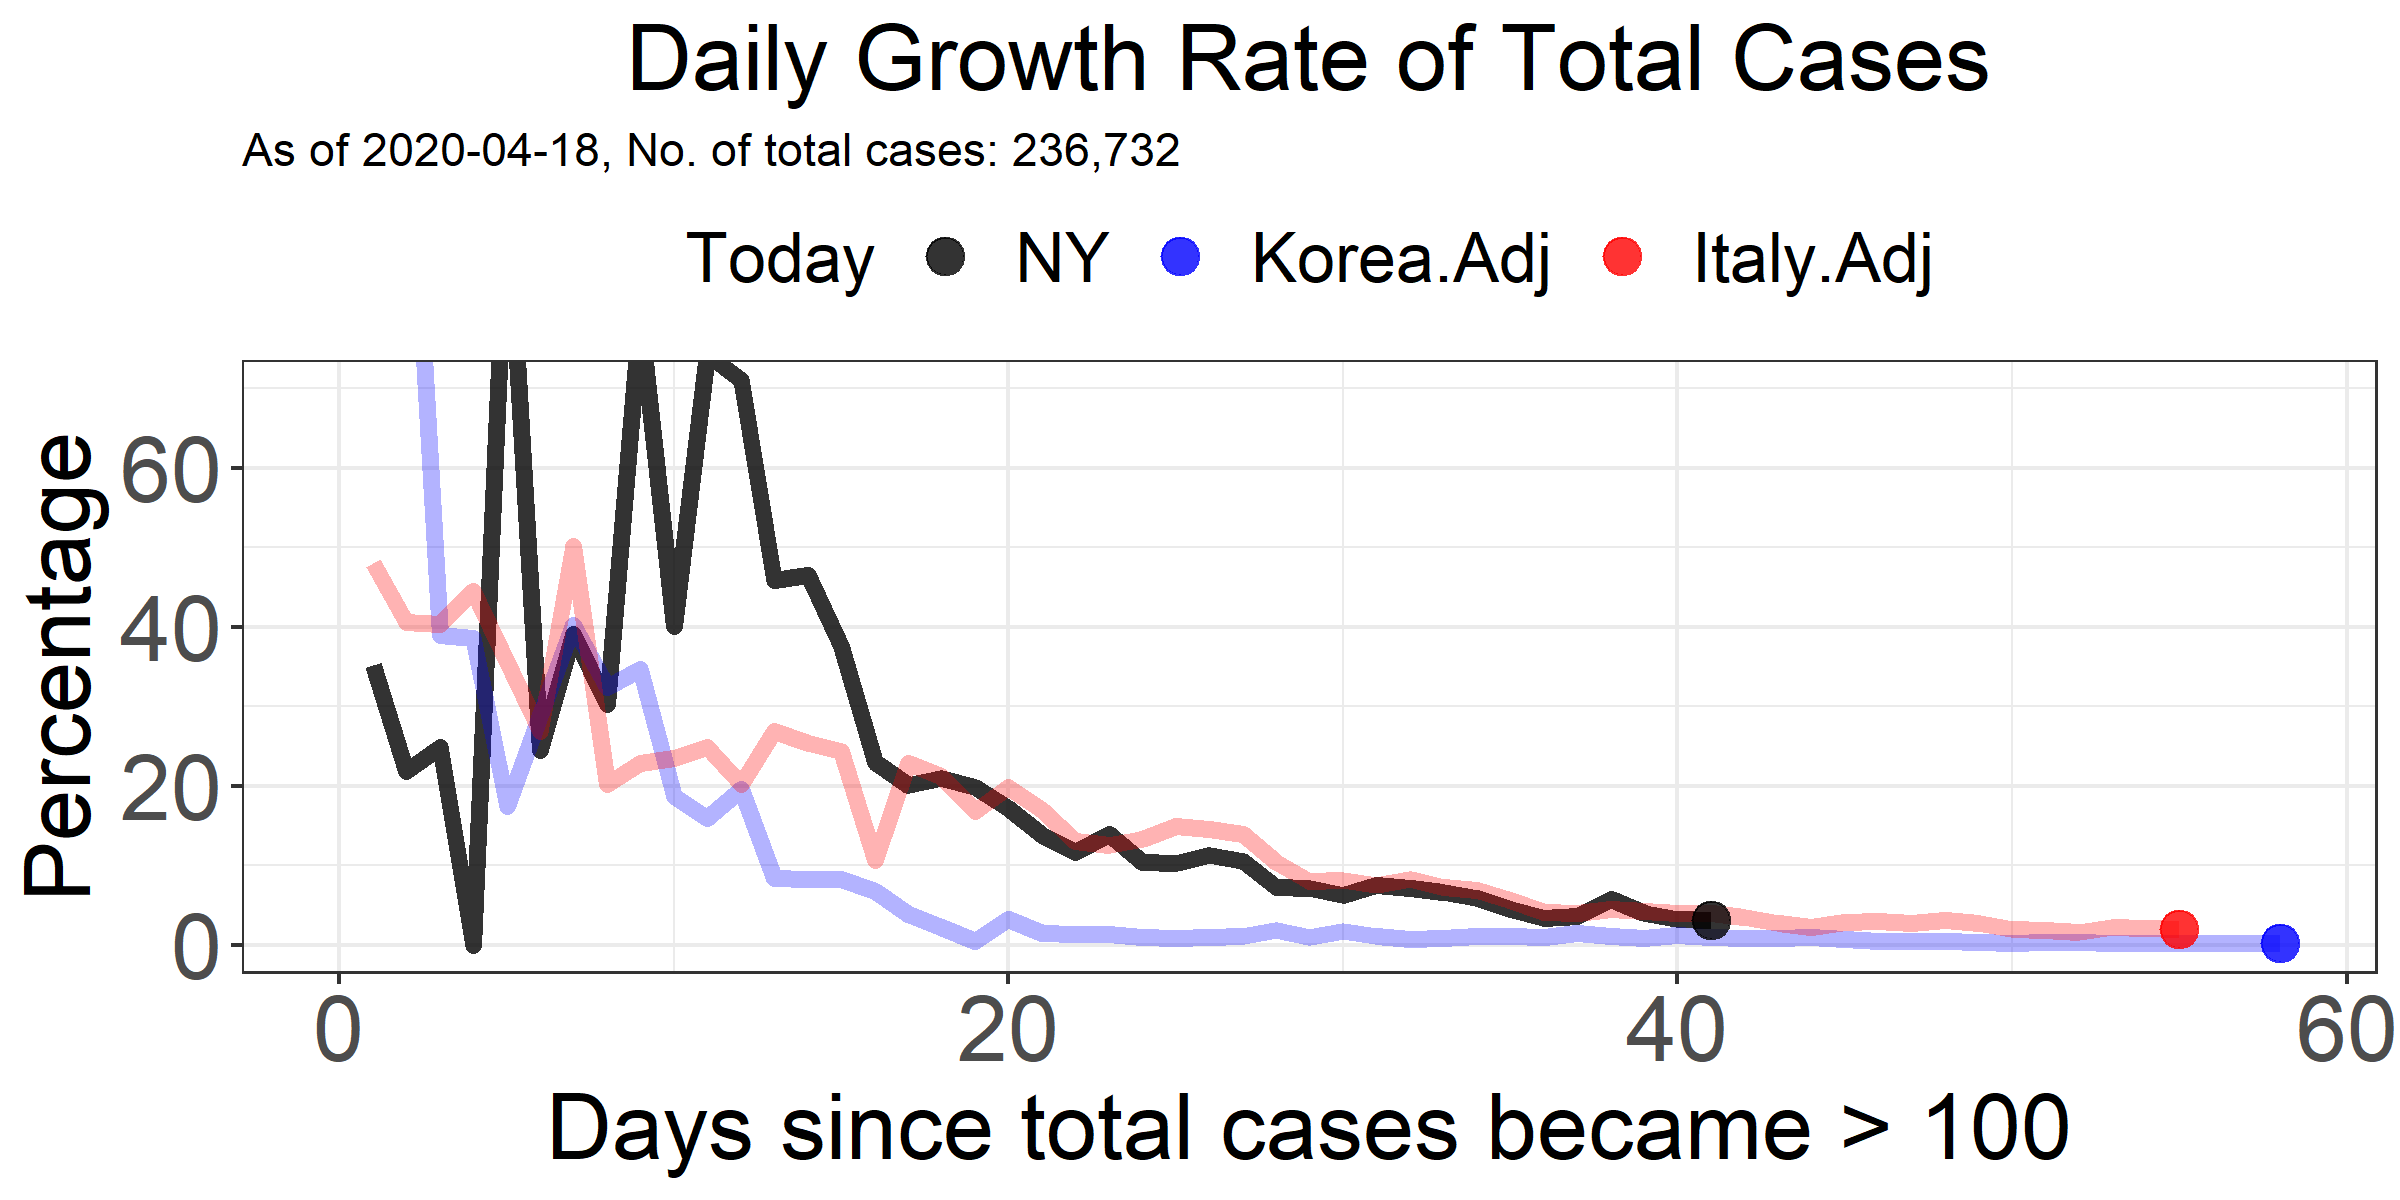 Daily Growth Rate of Total Cases
As of 2020-04-18, No. of total cases: 236,732
Today NY Korea.Adj Italy.Adj
Percentage
60
40
20
0
0 20 40 60
Days since total cases became > 100